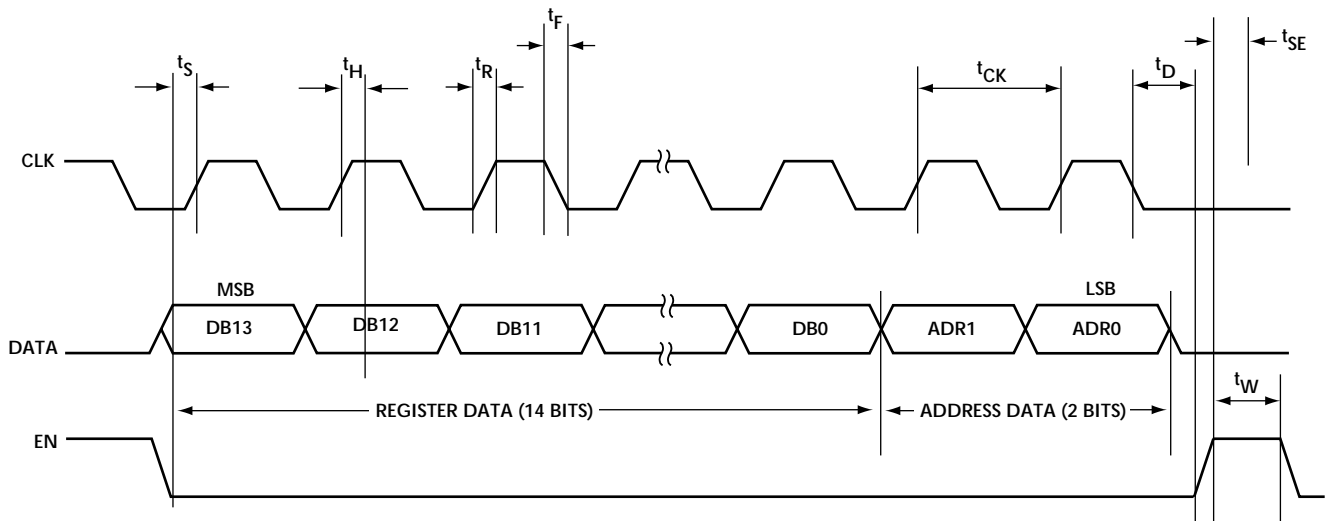 tF
tSE
tS
tH
tR
tCK
tD
CLK
MSB
LSB
DB13
DB12
DB11
DB0
ADR1
ADR0
DATA
tW
REGISTER DATA (14 BITS)
ADDRESS DATA (2 BITS)
EN